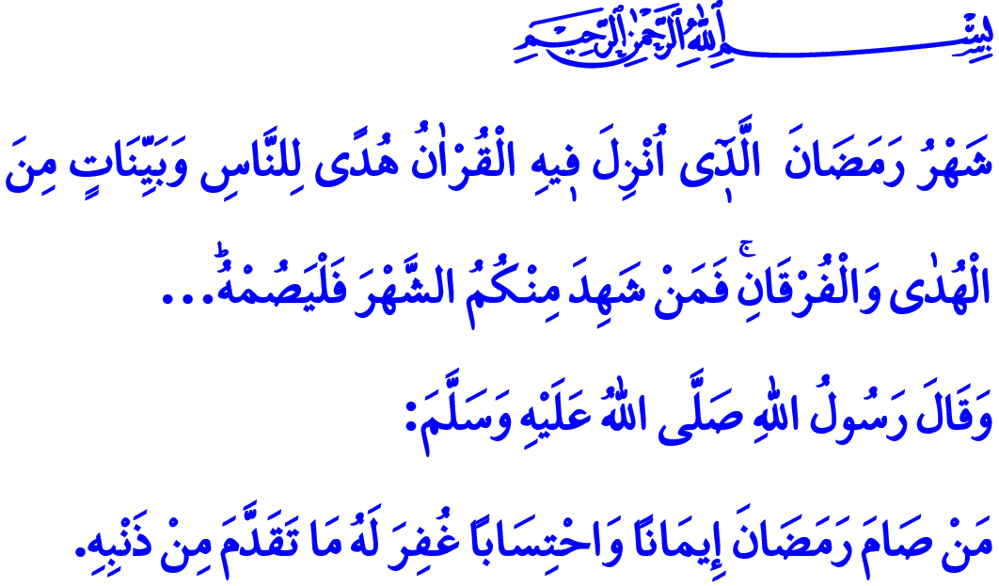 بِسْمِ اللّٰهِ الرَّحْمٰنِ الرَّحِيمِ
شَهْرُ رَمَضَانَ الَّذ۪ٓى اُنْزِلَ ف۪يهِ الْقُرْاٰنُ هُدًى لِلنَّاسِ وَبَيِّنَاتٍ مِنَ
الْهُدٰى وَالْفُرْقَانِۚ فَمَنْ شَهِدَ مِنْكُمُ الشَّهْرَ فَلْيَصُمْهُۜ...
وَقَالَ رَسُولُ اللّٰهِ صَلَّى اللّٰهُ عَلَيْهِ وَسَلَّمَ:
مَنْ صَامَ رَمَضَانَ إِيمَانًا وَاحْتِسَابًا غُفِرَ لَهُ مَا تَقَدَّمَ مِنْ ذَنْبِهِ.